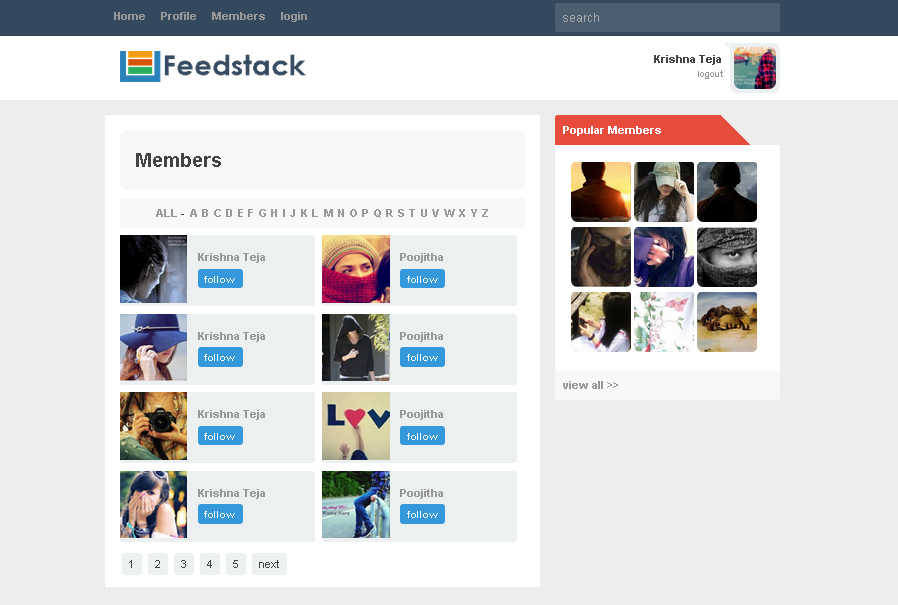 Home Profile Members login search
Feedstack
Krishna Teja
logout
Members
ALL - A B C D E F G H I J K L M N O P Q R S T U V W X Y Z
Krishna Teja
follow
Poojitha
follow
Krishna Teja
follow
Poojitha
follow
Krishna Teja
follow
Poojitha
follow
LOV
Krishna Teja
follow
Poojitha
follow
1 2 3 4 5 next
Popular Members
view all >>